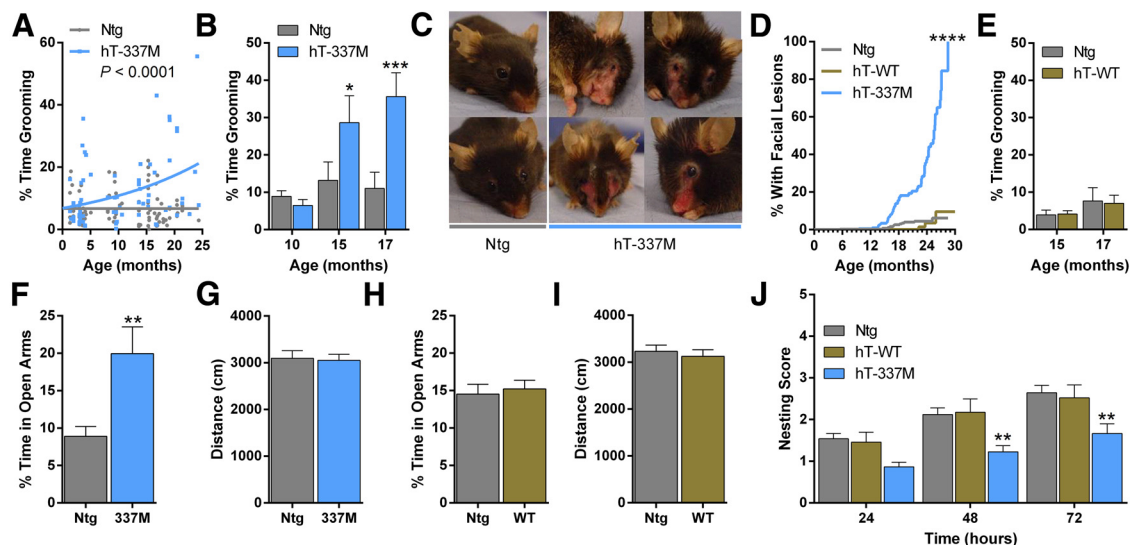 A
Ntg
hT-337M
P < 0.0001
% Time Grooming
50
40
30
20
10
0
0 5 10 15 20 25
Age (months)
B
Ntg
hT-337M
% Time Grooming
50
40
30
20
10
0
*
***
10 15 17
Age (months)
C
Ntg
hT-337M
D
Ntg
hT-WT
hT-337M
****
% With Facial Lesions
100
80
60
40
20
0
0 6 12 18 24 30
Age (months)
E
Ntg
hT-WT
% Time Grooming
50
40
30
20
10
0
15 17
Age (months)
F
% Time in Open Arms
25
20
15
10
5
0
**
Ntg 337M
G
Distance (cm)
4000
3000
2000
1000
0
Ntg 337M
H
% Time in Open Arms
25
20
15
10
5
0
Ntg WT
I
Distance (cm)
4000
3000
2000
1000
0
Ntg WT
J
Ntg
hT-WT
hT-337M
Nesting Score
5
4
3
2
1
0
**
**
24 48 72
Time (hours)